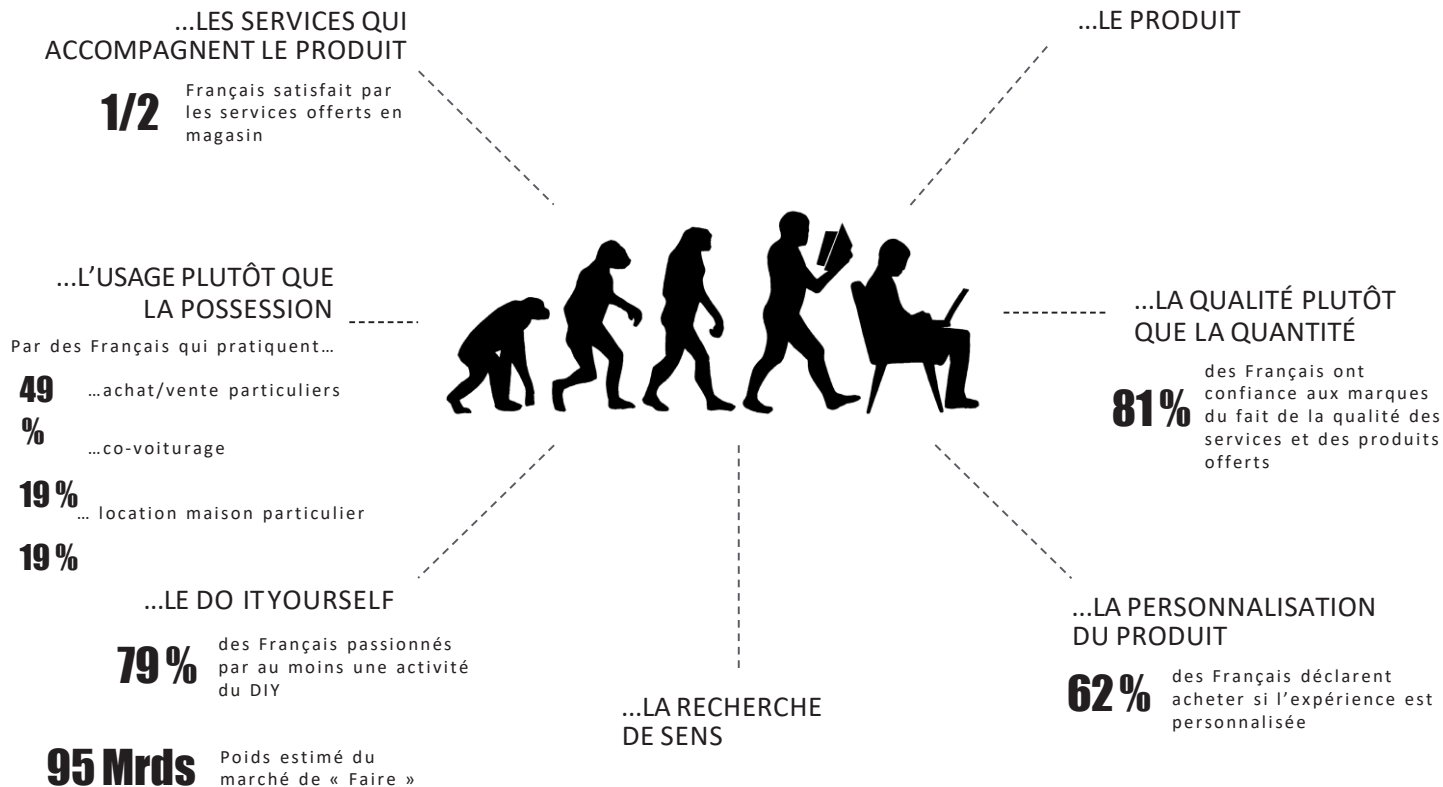 ...LES SERVICES QUI
ACCOMPAGNENT LE PRODUIT
1/2
Français satisfait par
les services offerts en
magasin
...LE PRODUIT
...L'USAGE PLUTÔT QUE
LA POSSESSION
Par des Français qui pratiquent…
49
%
…achat/vente particuliers
…co-voiturage
19 %
… location maison particulier
19 %
...LA QUALITÉ PLUTÔT
QUE LA QUANTITÉ
81 %
des Français ont
confiance aux marques
du fait de la qualité des
services et des produits
offerts
...LE DO ITYOURSELF
79 %
des Français passionnés
par au moins une activité
du DIY
95 Mrds
Poids estimé du
marché de « Faire »
...LA RECHERCHE
DE SENS
...LA PERSONNALISATION
DU PRODUIT
62 %
des Français déclarent
acheter si l’expérience est
personnalisée